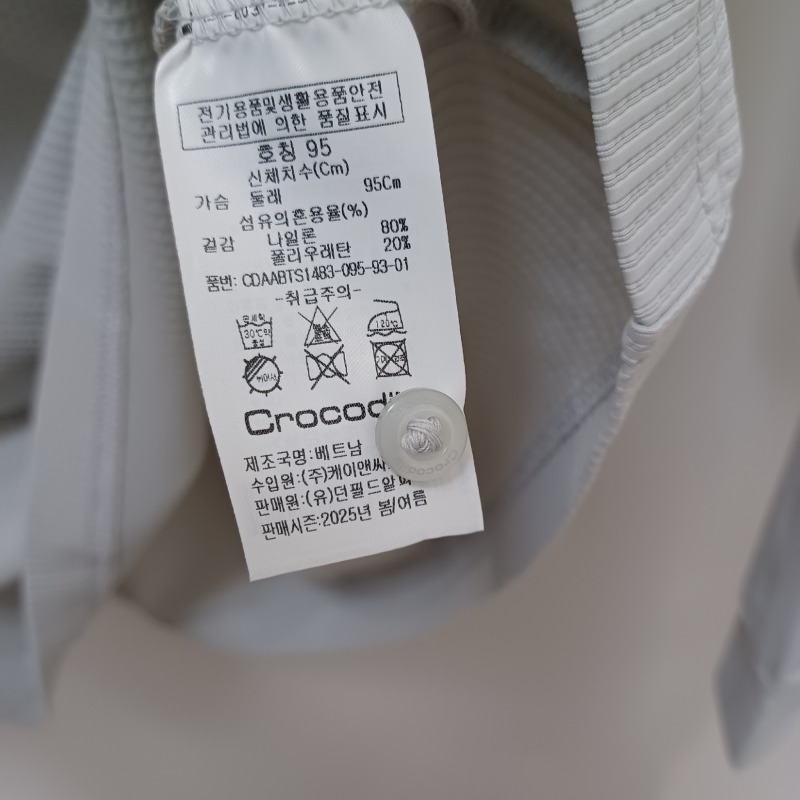 전기용품및생활용품안전
관리법에 의한 품질표시
호칭 95
신체치수(Cm)
가슴 둘레 95Cm
섬유의혼용율(%)
겉감 나일론 80%
폴리우레탄 20%
품번: CDAABTS1483-095-93-01
-취급주의-
30℃약 120℃
Crocod
제조국명:베트남
수입원:(주)케이앤싸
판매원:(유)던필드알
판매시즌:2025년 봄/여름